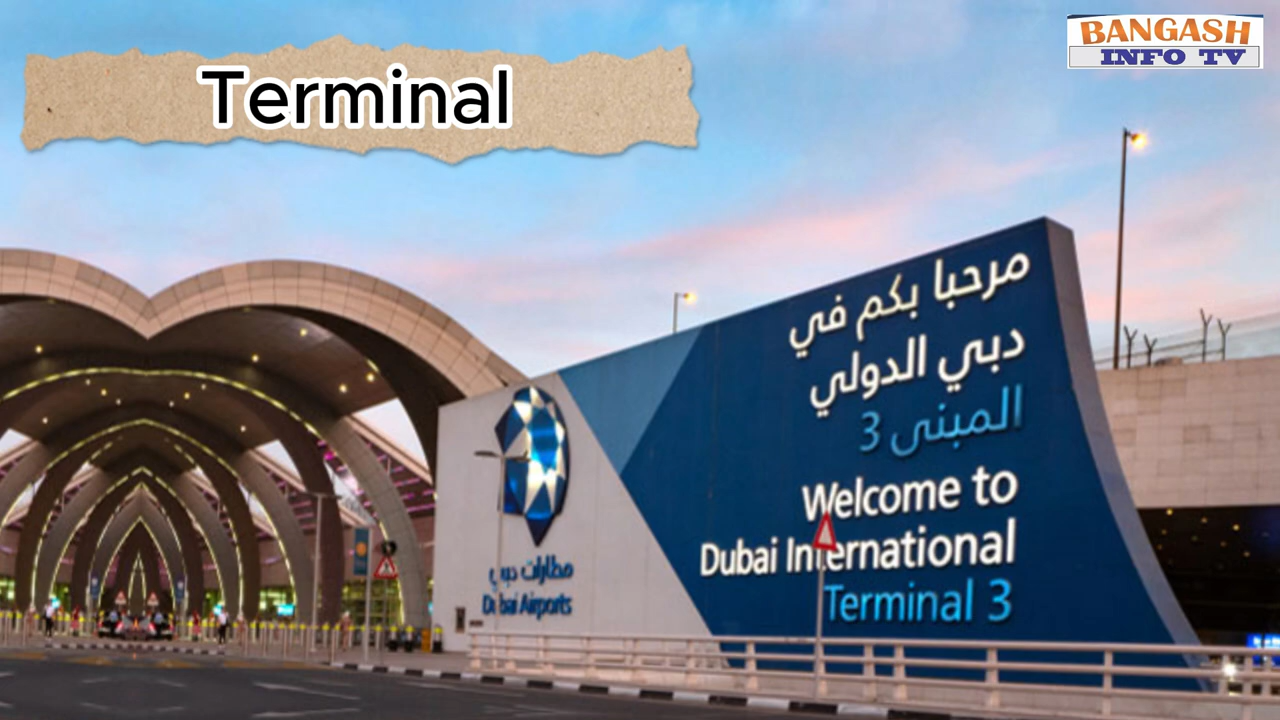 Terminal
BANGASH
INFO TV
مرحبا بكم في
دبي الدولي
المبنى 3
Welcome to
Dubai International
Terminal 3
مطارات دبي
Dubai Airports